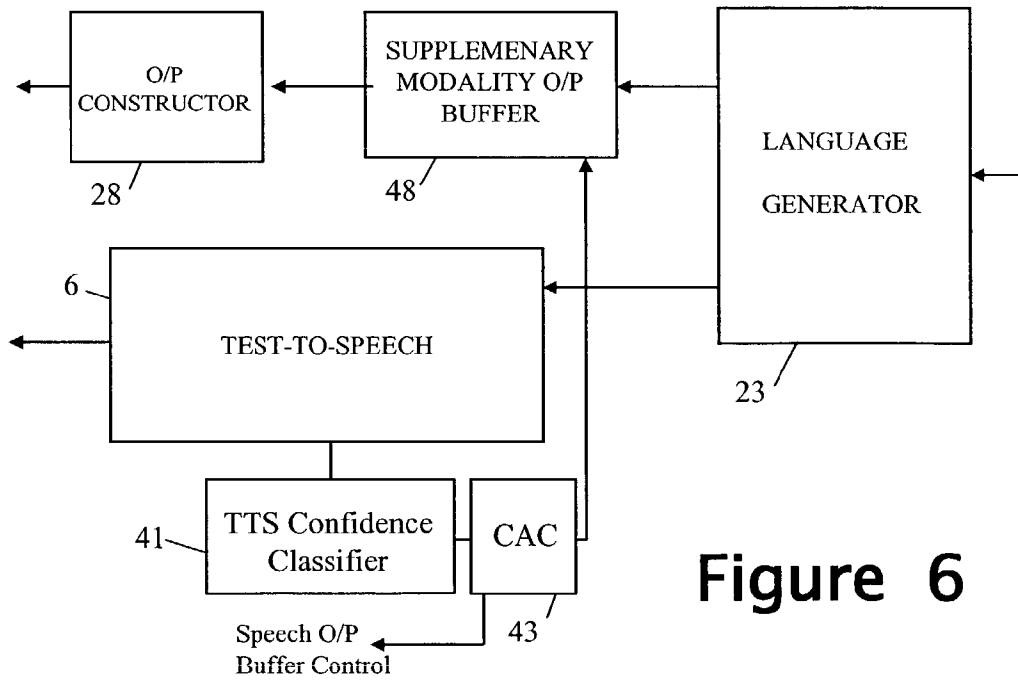 O/P
CONSTRUCTOR
28
SUPPLEMENARY
MODALITY O/P
BUFFER
48
LANGUAGE
GENERATOR
23
6
TEST-TO-SPEECH
41
TTS Confidence
Classifier
CAC
43
Speech O/P
Buffer Control
Figure 6